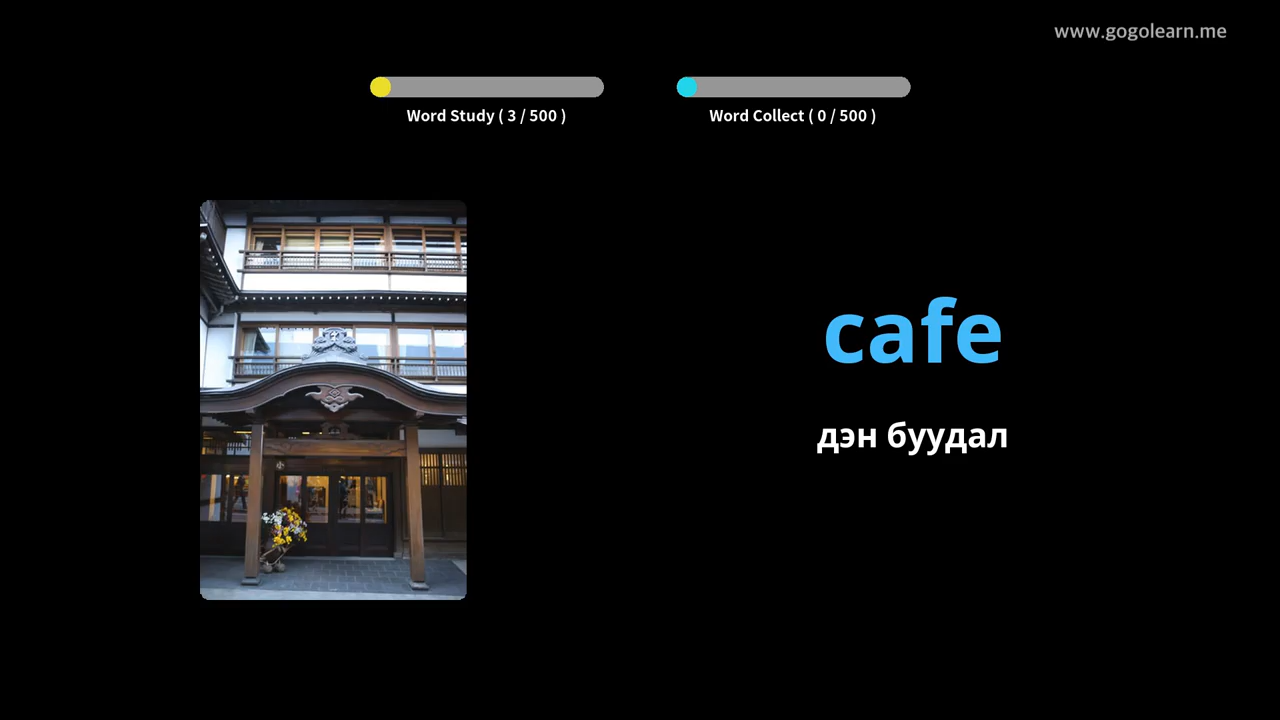 www.gogolearn.me
Word Study ( 3 / 500 )
Word Collect ( 0 / 500 )
cafe
дэн буудал